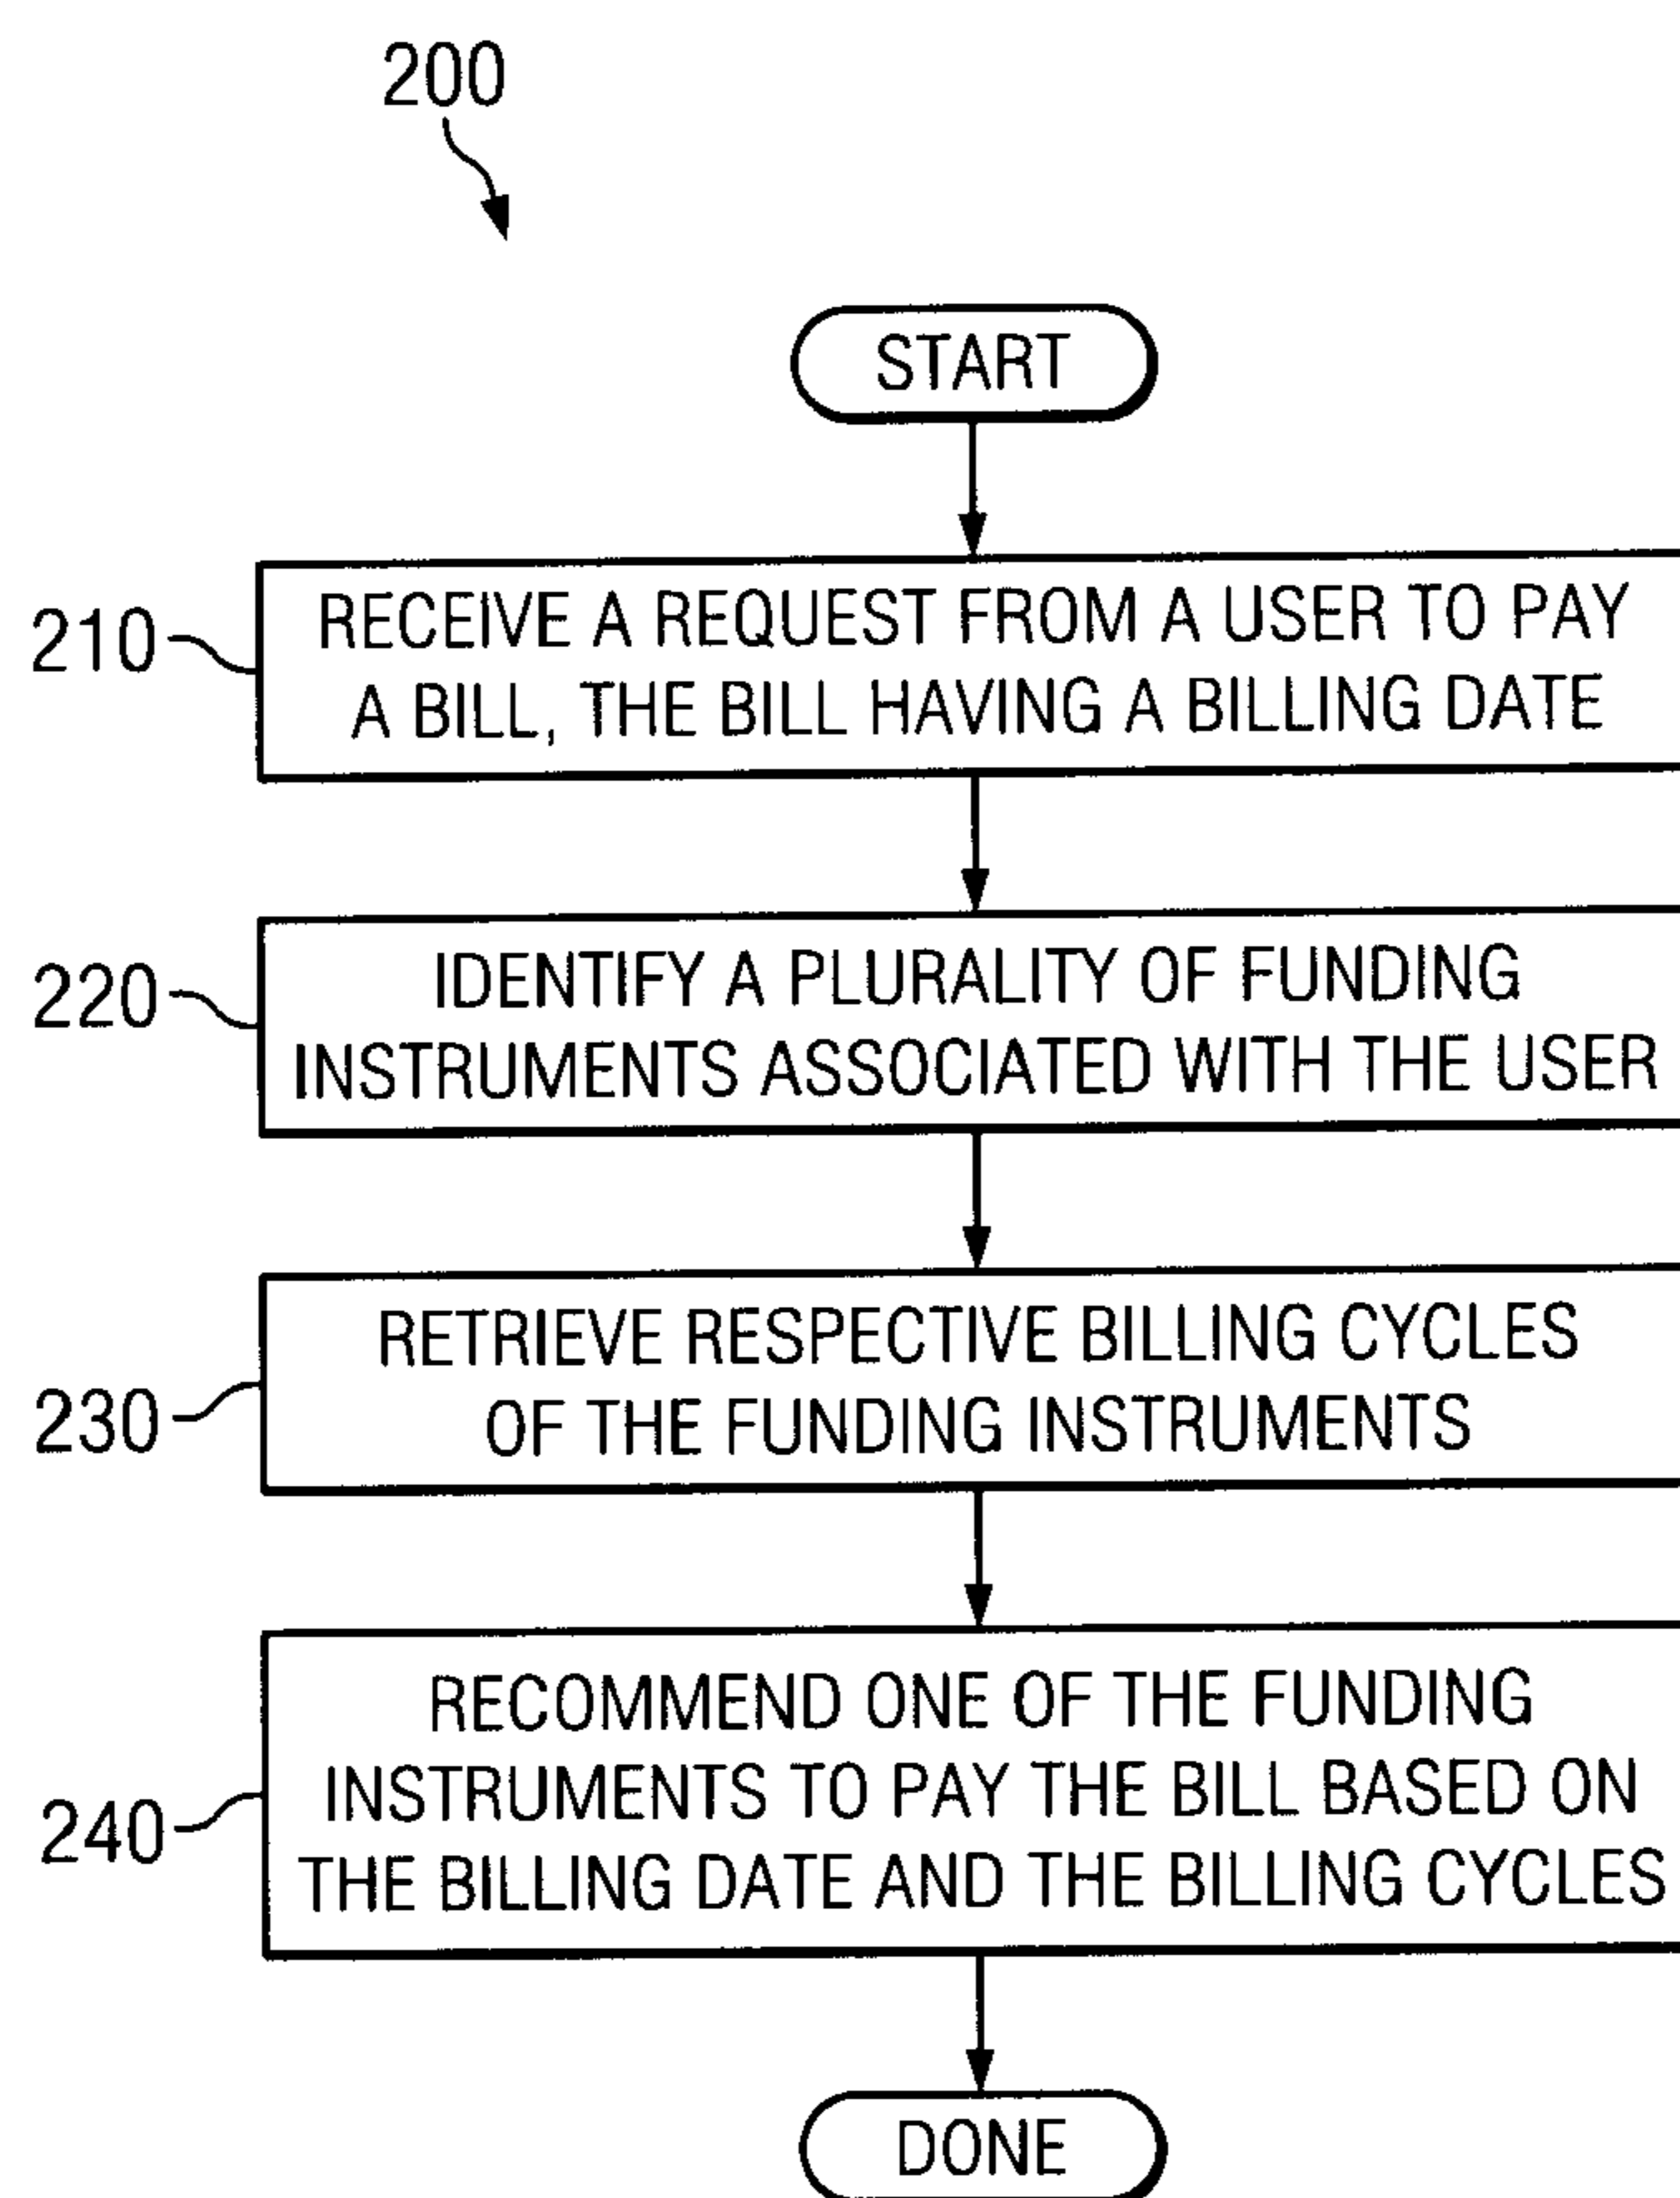 200
START
210
RECEIVE A REQUEST FROM A USER TO PAY
A BILL, THE BILL HAVING A BILLING DATE
220
IDENTIFY A PLURALITY OF FUNDING
INSTRUMENTS ASSOCIATED WITH THE USER
230
RETRIEVE RESPECTIVE BILLING CYCLES
OF THE FUNDING INSTRUMENTS
240
RECOMMEND ONE OF THE FUNDING
INSTRUMENTS TO PAY THE BILL BASED ON
THE BILLING DATE AND THE BILLING CYCLES
DONE